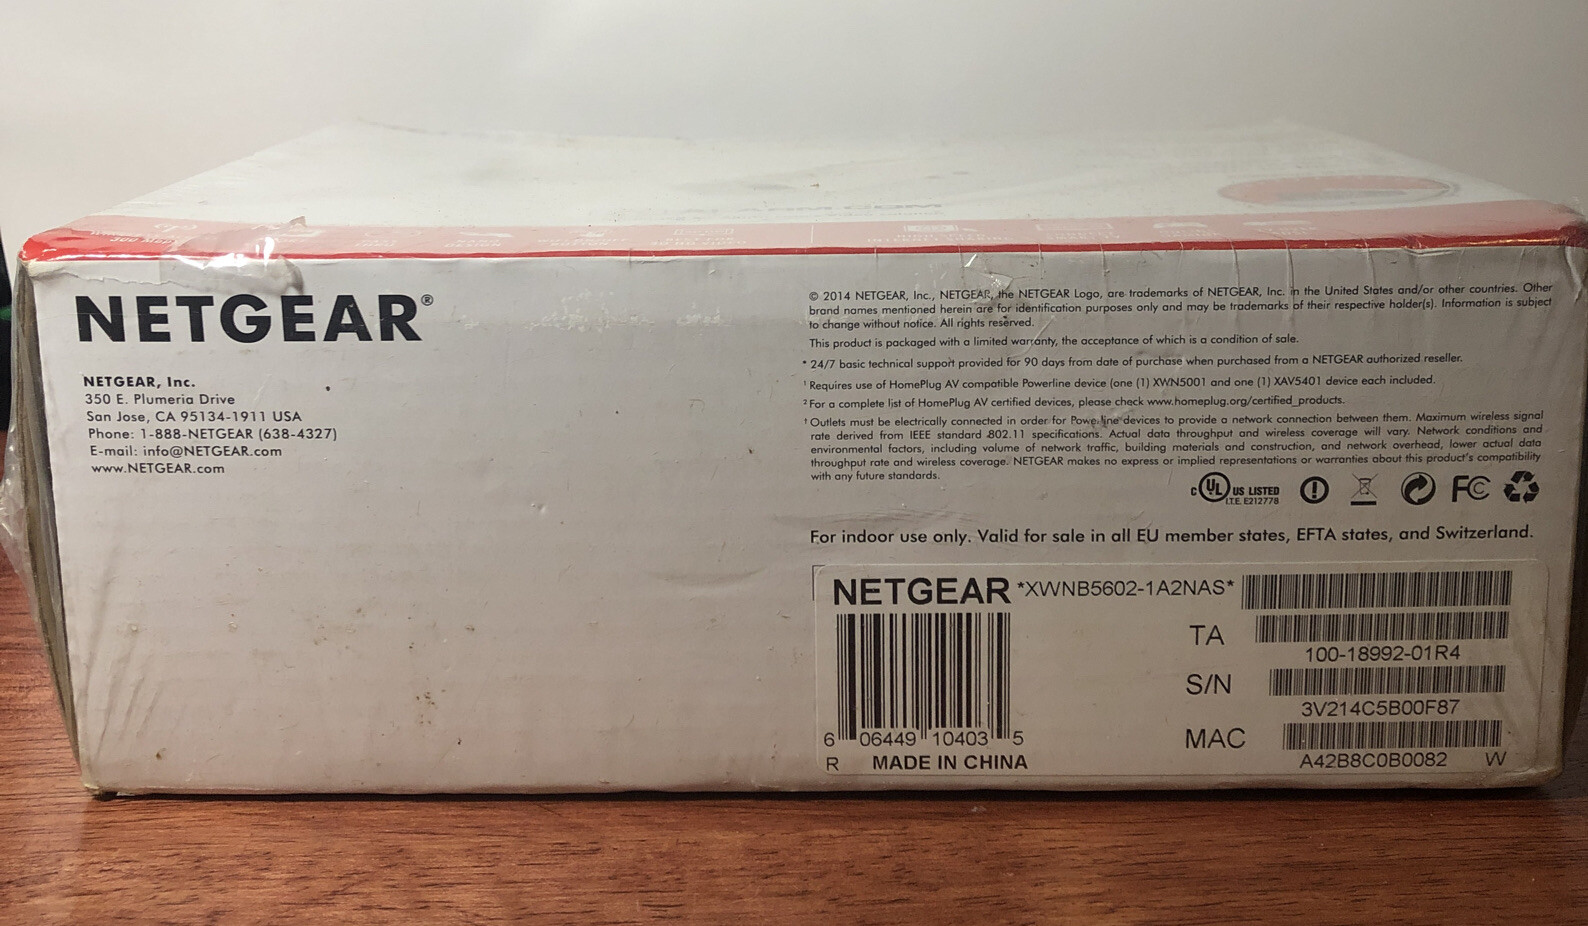 NETGEAR®
NETGEAR, Inc.
350 E. Plumeria Drive
San Jose, CA 95134-1911 USA
Phone: 1-888-NETGEAR (638-4327)
E-mail: info@NETGEAR.com
www.NETGEAR.com
© 2014 NETGEAR, Inc., NETGEAR, the NETGEAR Logo, are trademarks of NETGEAR, Inc. in the United States and/or other countries. Other
brand names mentioned herein are for identification purposes only and may be trademarks of their respective holder(s). Information is subject
to change without notice. All rights reserved.
This product is packaged with a limited warranty, the acceptance of which is a condition of sale.
* 24/7 basic technical support provided for 90 days from date of purchase when purchased from a NETGEAR authorized reseller.
¹ Requires use of HomePlug AV compatible Powerline device (one (1) XWN5001 and one (1) XAV5401 device each included.
² For a complete list of HomePlug AV certified devices, please check www.homeplug.org/certified_products.
† Outlets must be electrically connected in order for Powerline devices to provide a network connection between them. Maximum wireless signal
rate derived from IEEE standard 802.11 specifications. Actual data throughput and wireless coverage will vary. Network conditions and
environmental factors, including volume of network traffic, building materials and construction, and network overhead, lower actual data
throughput rate and wireless coverage. NETGEAR makes no express or implied representations or warranties about this product's compatibility
with any future standards.
C UL US LISTED
I.T.E. E212778
FC
For indoor use only. Valid for sale in all EU member states, EFTA states, and Switzerland.
NETGEAR *XWNB5602-1A2NAS*
TA
100-18992-01R4
S/N
3V214C5B00F87
MAC
A42B8C0B0082 W
6 06449 10403 5
R MADE IN CHINA